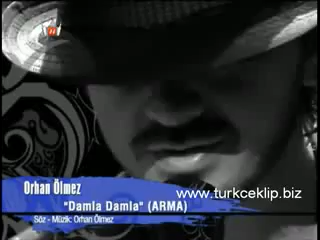 Orhan Ölmez
www.turkceklip.biz
"Damla Damla" (ARMA)
Söz - Müzik: Orhan Ölmez